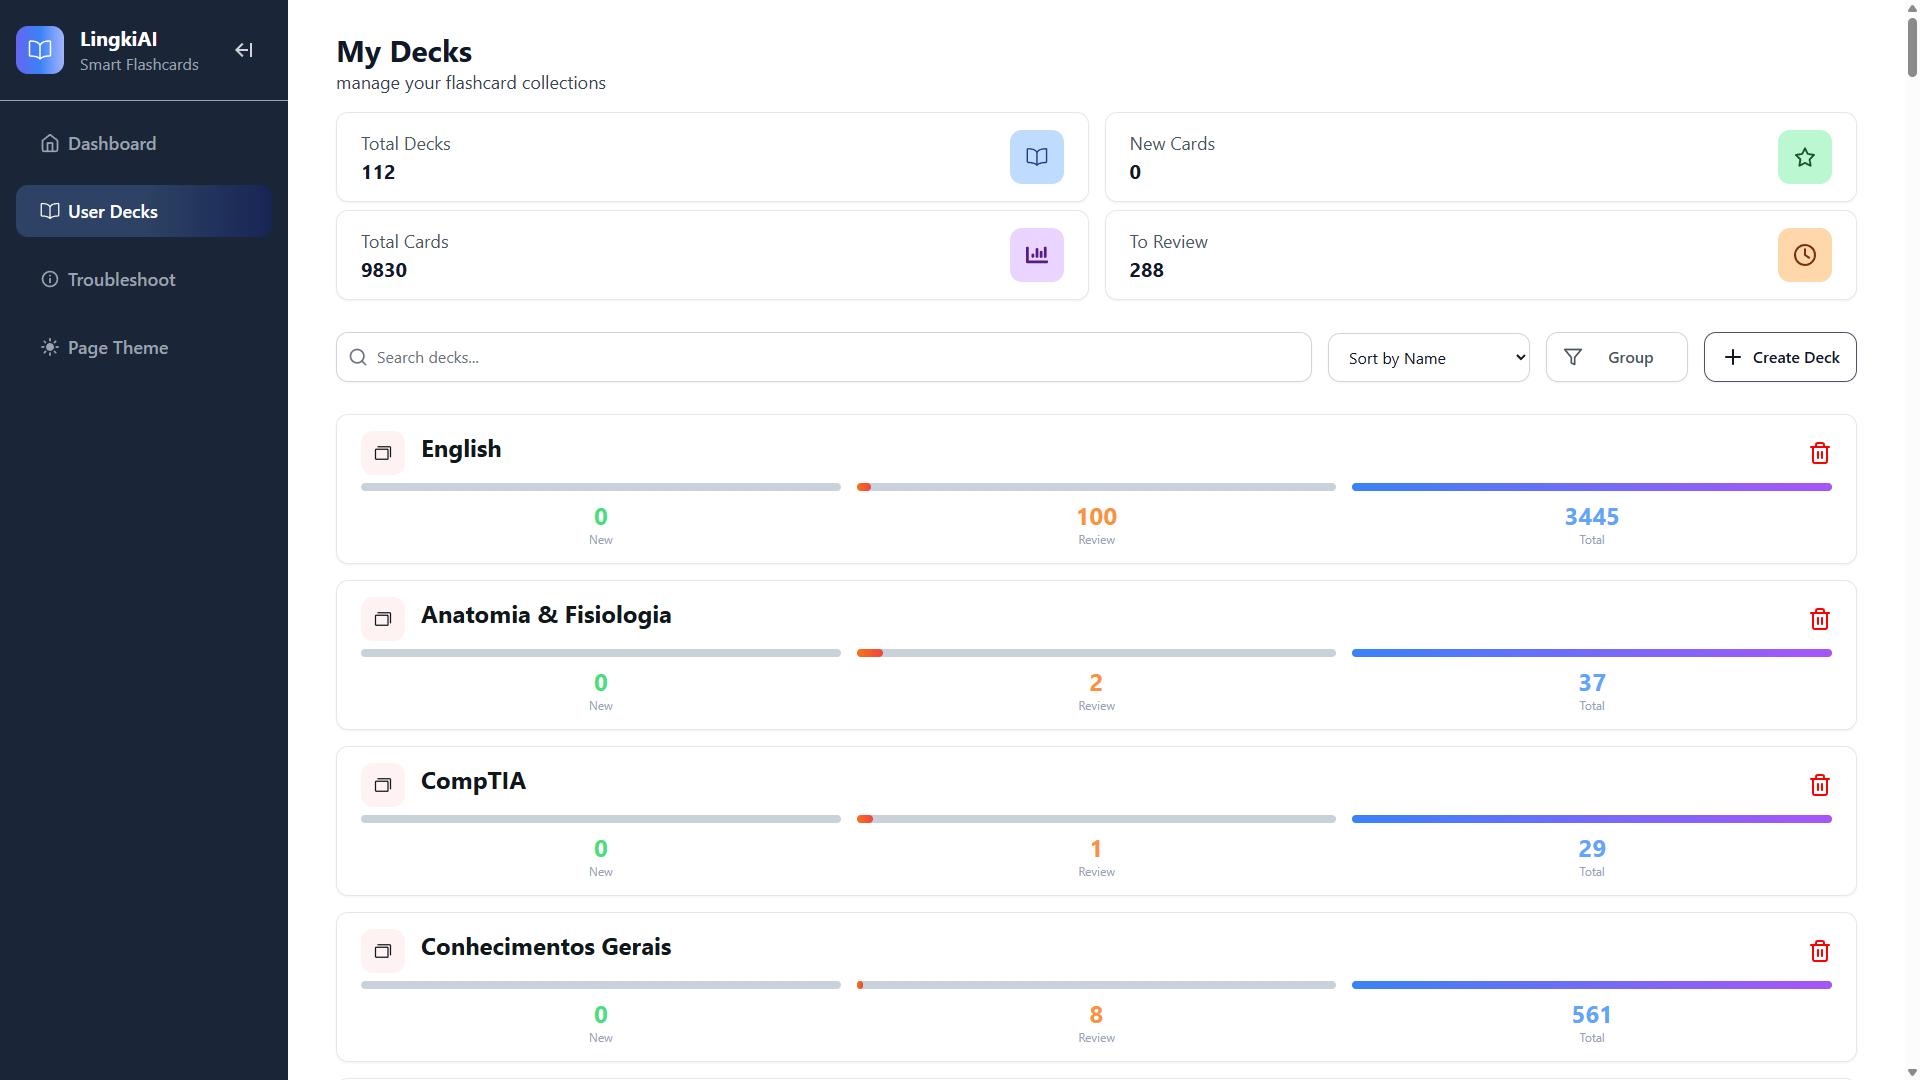 LingkiAI
Smart Flashcards
Dashboard
User Decks
Troubleshoot
Page Theme
My Decks
manage your flashcard collections
Total Decks
112
New Cards
0
Total Cards
9830
To Review
288
Search decks...
Sort by Name
Group
Create Deck
English
0
New
100
Review
3445
Total
Anatomia & Fisiologia
0
New
2
Review
37
Total
CompTIA
0
New
1
Review
29
Total
Conhecimentos Gerais
0
New
8
Review
561
Total